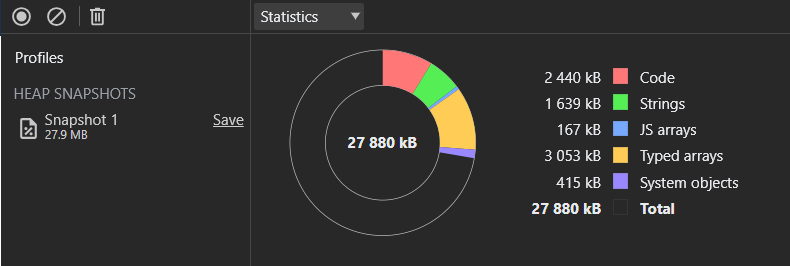 Statistics
Profiles
HEAP SNAPSHOTS
Snapshot 1
27.9 MB
Save
27 880 kB
2 440 kB Code
1 639 kB Strings
167 kB JS arrays
3 053 kB Typed arrays
415 kB System objects
27 880 kB Total